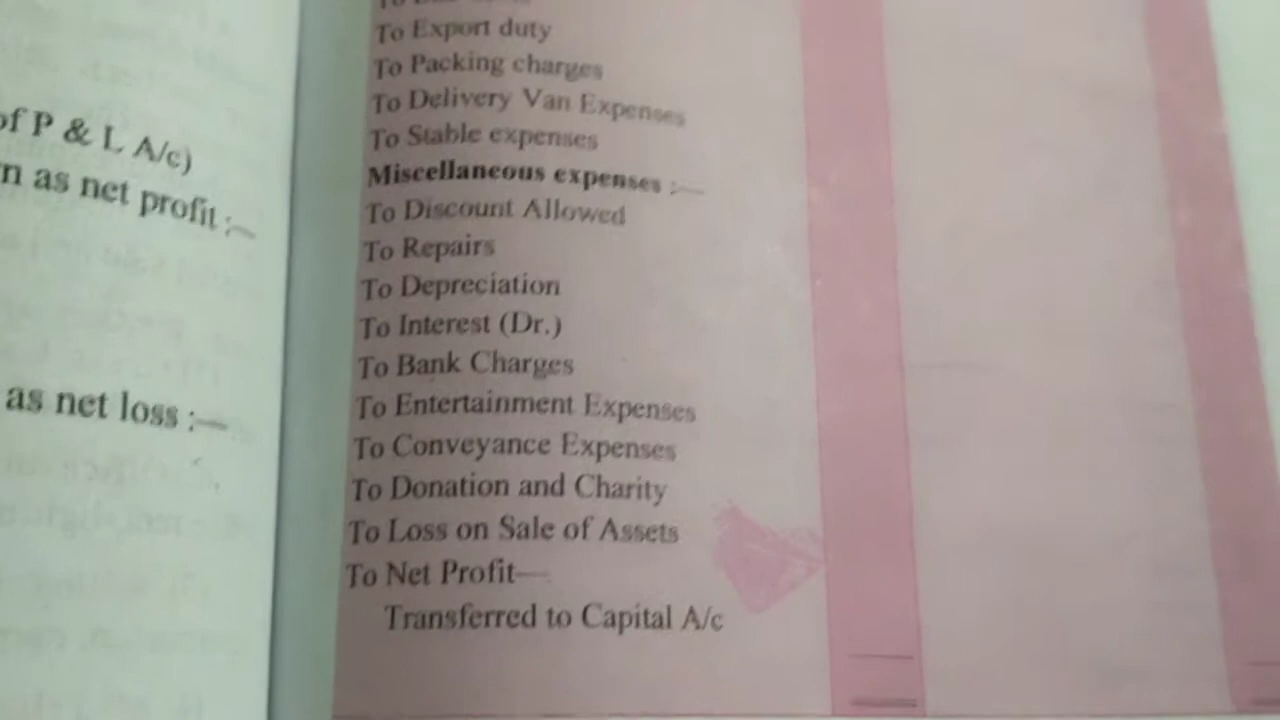 of P & L A/c)
n as net profit :—
as net loss :—
To Export duty
To Packing charges
To Delivery Van Expenses
To Stable expenses
Miscellaneous expenses :—
To Discount Allowed
To Repairs
To Depreciation
To Interest (Dr.)
To Bank Charges
To Entertainment Expenses
To Conveyance Expenses
To Donation and Charity
To Loss on Sale of Assets
To Net Profit—
Transferred to Capital A/c